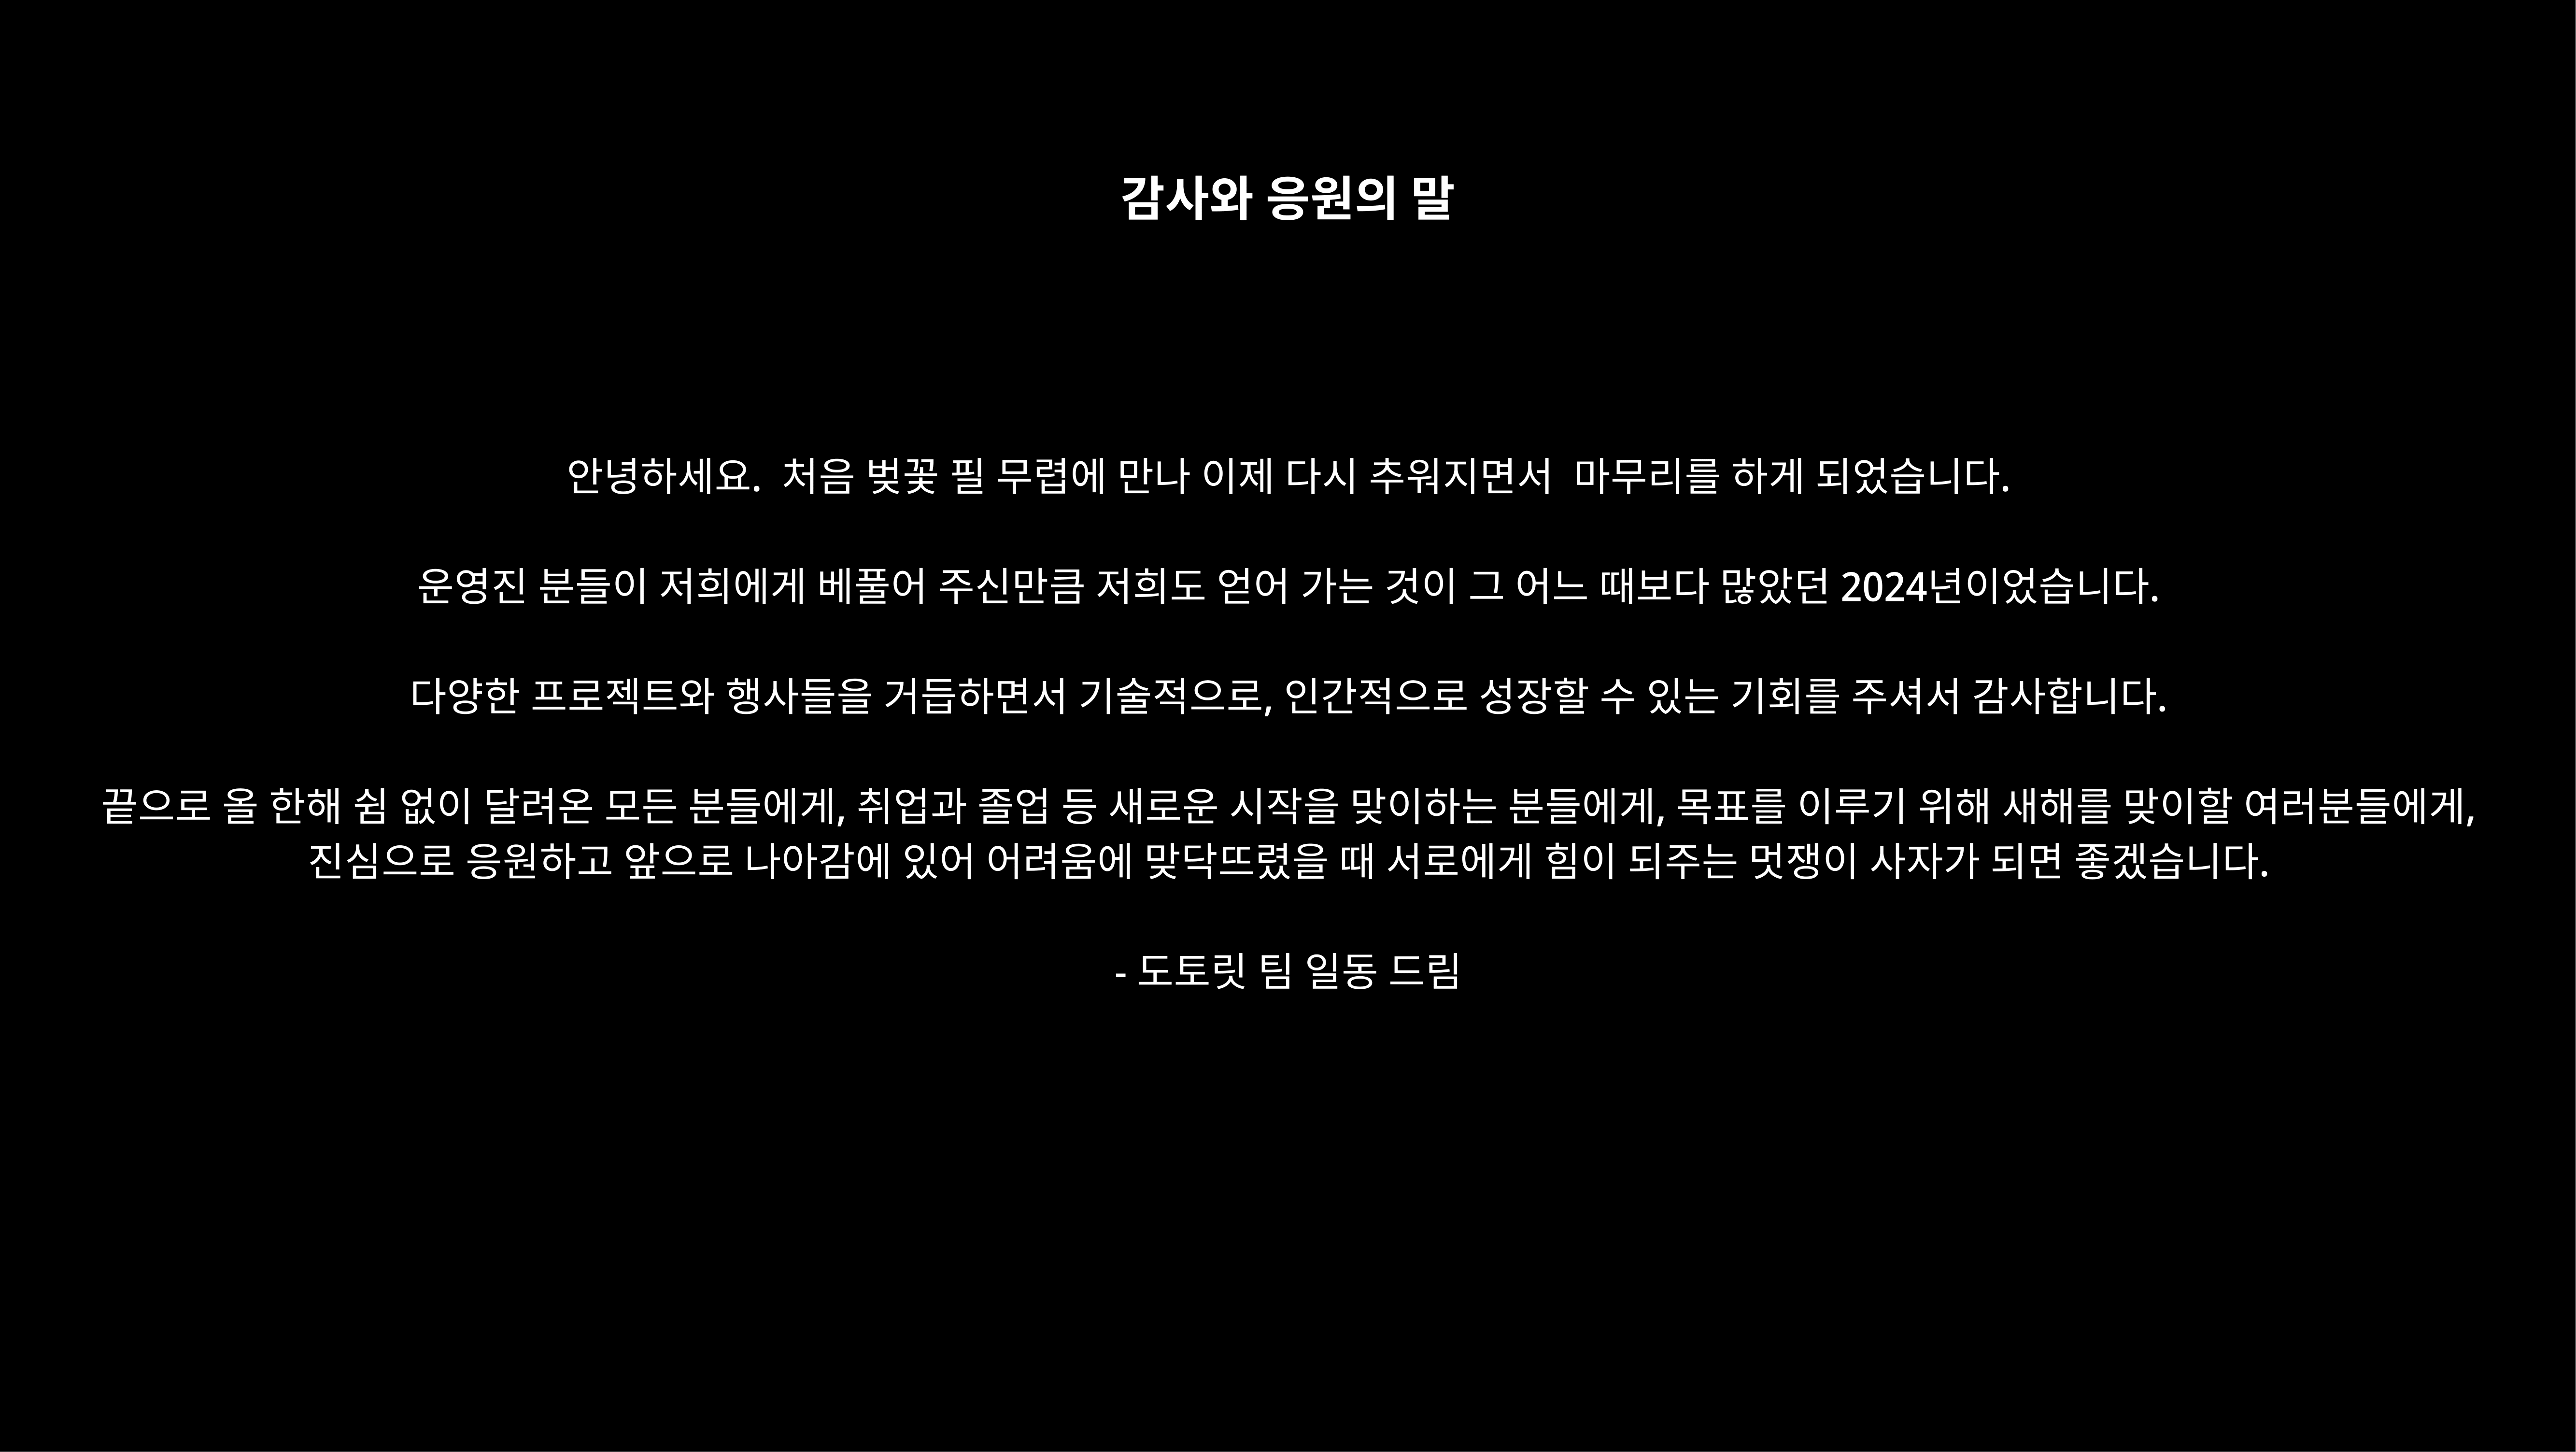 감사와 응원의 말
안녕하세요.  처음 벚꽃 필 무렵에 만나 이제 다시 추워지면서  마무리를 하게 되었습니다.
운영진 분들이 저희에게 베풀어 주신만큼 저희도 얻어 가는 것이 그 어느 때보다 많았던 2024년이었습니다.
다양한 프로젝트와 행사들을 거듭하면서 기술적으로, 인간적으로 성장할 수 있는 기회를 주셔서 감사합니다.
끝으로 올 한해 쉼 없이 달려온 모든 분들에게, 취업과 졸업 등 새로운 시작을 맞이하는 분들에게, 목표를 이루기 위해 새해를 맞이할 여러분들에게,
진심으로 응원하고 앞으로 나아감에 있어 어려움에 맞닥뜨렸을 때 서로에게 힘이 되주는 멋쟁이 사자가 되면 좋겠습니다.
- 도토릿 팀 일동 드림